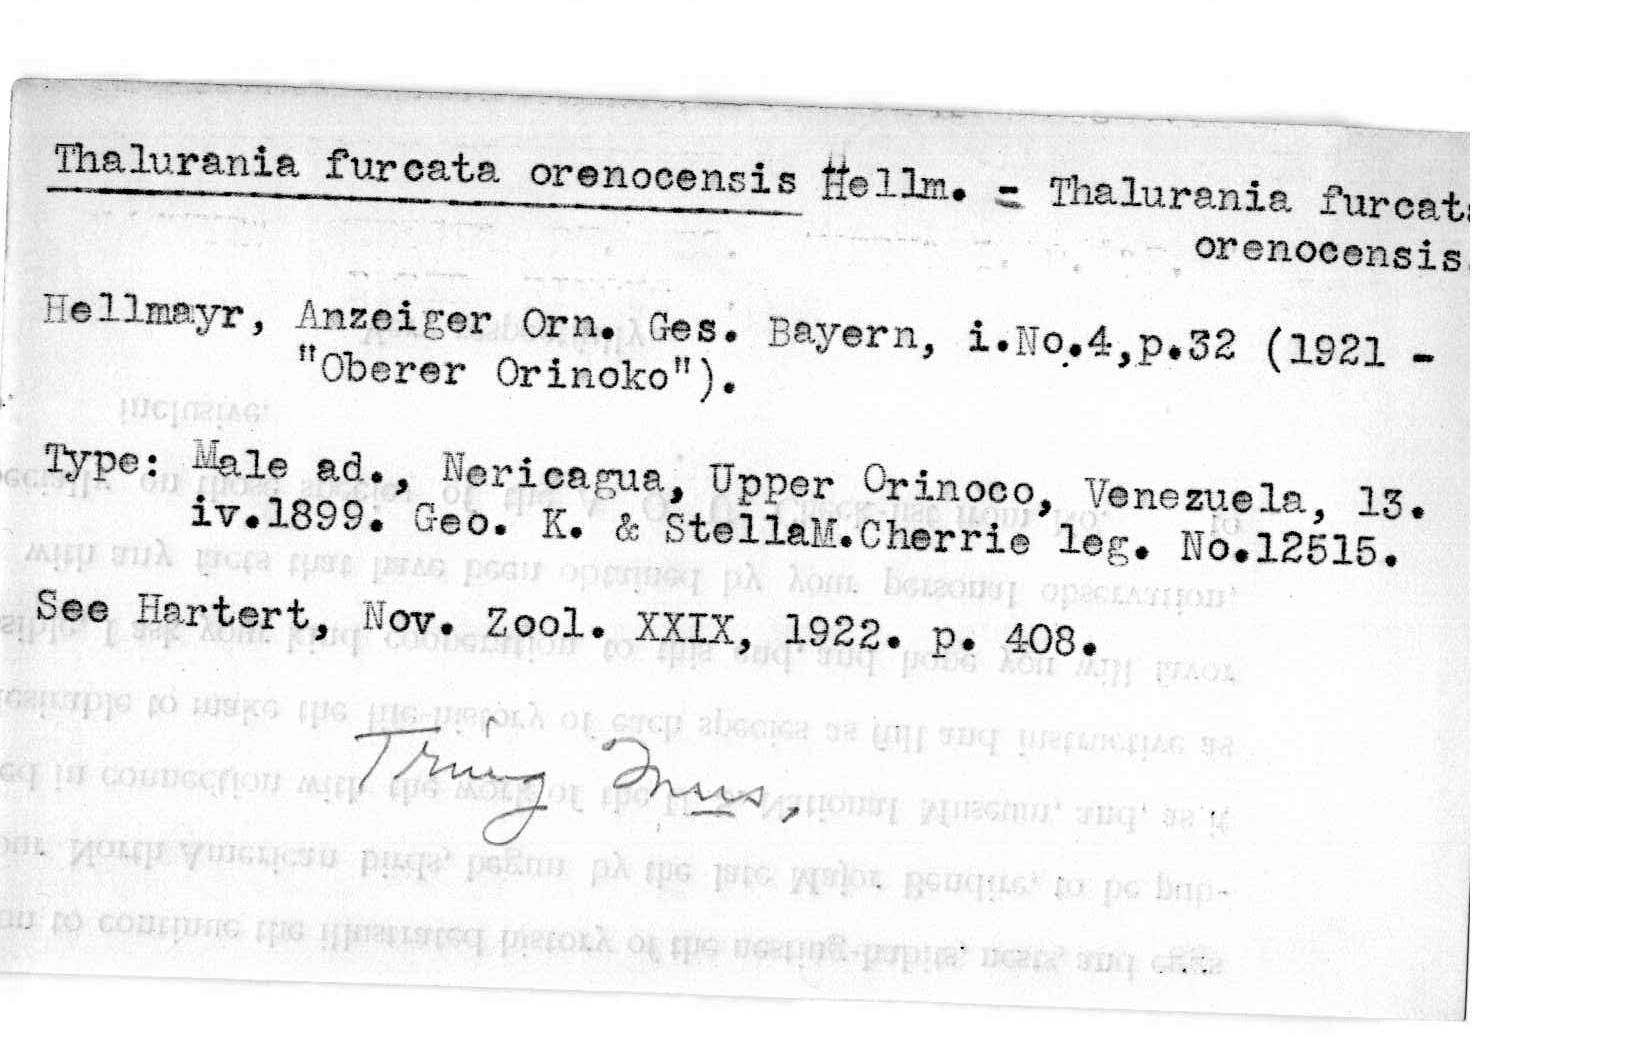 Thalurania furcata orenocensis Hellm. = Thalurania furcat
orenocensis
Hellmayr, Anzeiger Orn. Ges. Bayern, i.No.4,p.32 (1921 -
"Oberer Orinoko").
Type: Male ad., Nericagua, Upper Orinoco, Venezuela, 13.
iv.1899. Geo. K. & StellaM.Cherrie leg. No.12515.
See Hartert, Nov. Zool. XXIX, 1922. p. 408.
Tring Mus,